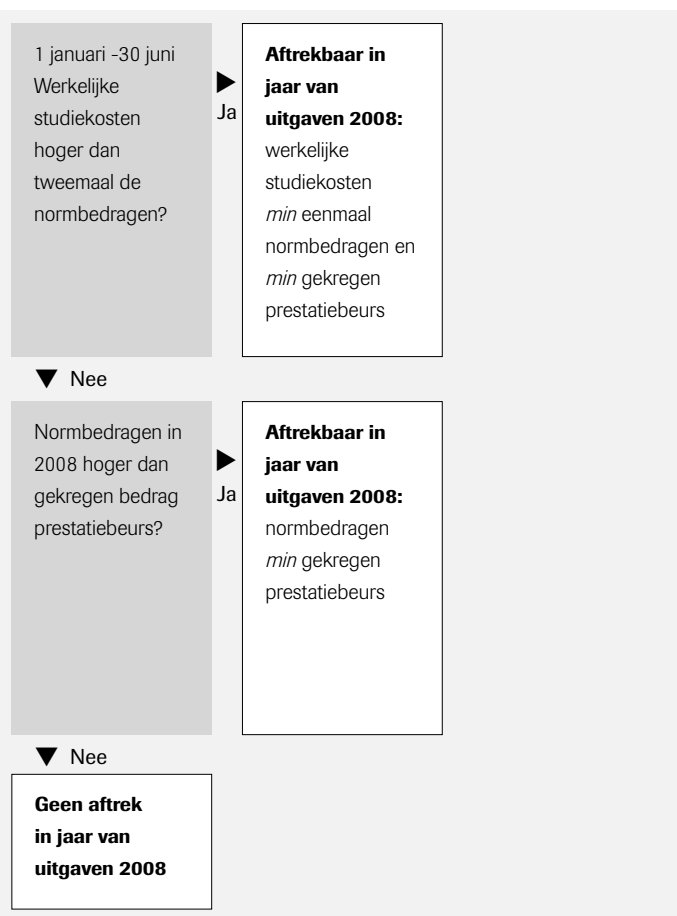 1 januari -30 juni
Werkelijke
studiekosten
hoger dan
tweemaal de
normbedragen?
Ja
Aftrekbaar in
jaar van
uitgaven 2008:
werkelijke
studiekosten
min eenmaal
normbedragen en
min gekregen
prestatiebeurs
Nee
Normbedragen in
2008 hoger dan
gekregen bedrag
prestatiebeurs?
Ja
Aftrekbaar in
jaar van
uitgaven 2008:
normbedragen
min gekregen
prestatiebeurs
Nee
Geen aftrek
in jaar van
uitgaven 2008